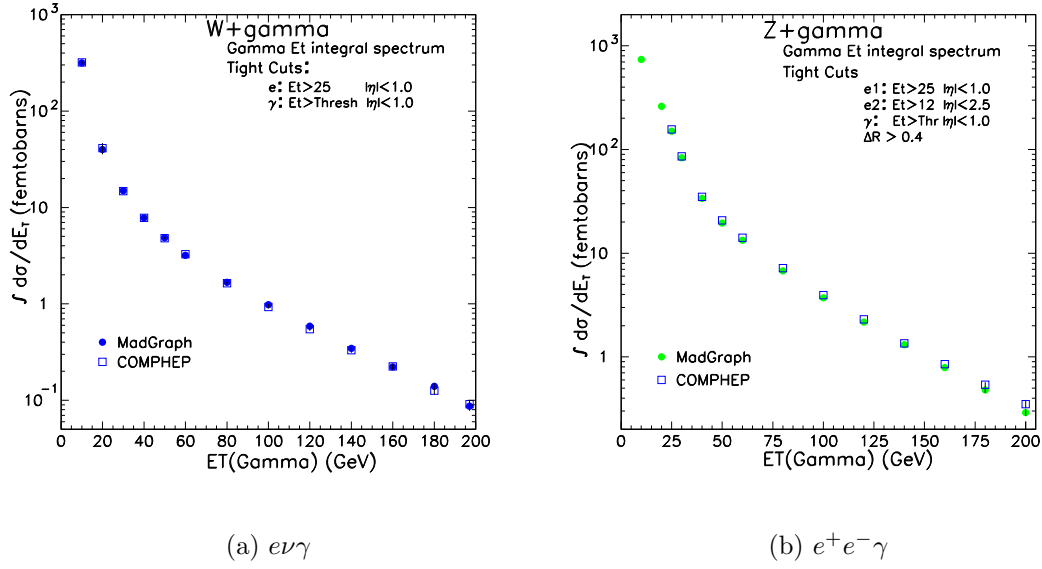 W+gamma
Gamma Et integral spectrum
Tight Cuts:
e: Et>25 |η|<1.0
γ: Et>Thresh |η|<1.0
10³
10²
10
1
10⁻¹
∫ dσ/dE_T (femtobarns)
MadGraph
COMPHEP
0 20 40 60 80 100 120 140 160 180 200
ET(Gamma) (GeV)
(a) eνγ
Z+gamma
Gamma Et integral spectrum
Tight Cuts
e1: Et>25 |η|<1.0
e2: Et>12 |η|<2.5
γ: Et>Thr |η|<1.0
ΔR > 0.4
10³
10²
10
1
∫ dσ/dE_T (femtobarns)
MadGraph
COMPHEP
0 25 50 75 100 125 150 175 200
ET(Gamma) (GeV)
(b) e⁺e⁻γ